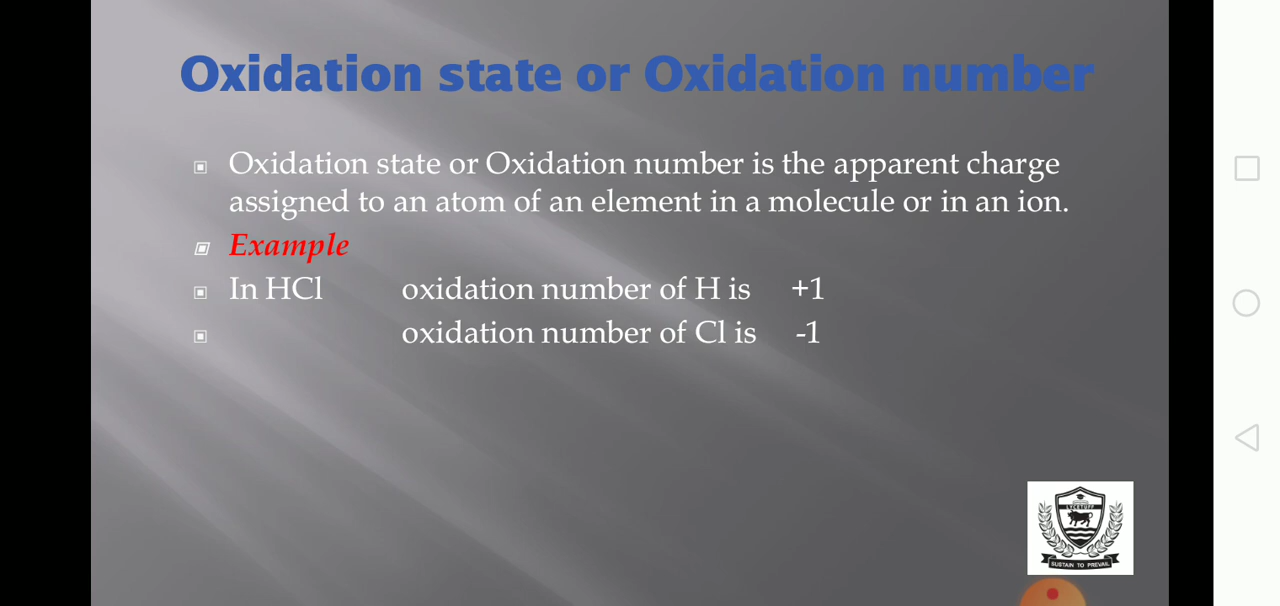 Oxidation state or Oxidation number
Oxidation state or Oxidation number is the apparent charge
assigned to an atom of an element in a molecule or in an ion.
Example
In HCl oxidation number of H is +1
oxidation number of Cl is -1
LYCETUFF
SUSTAIN TO PREVAIL